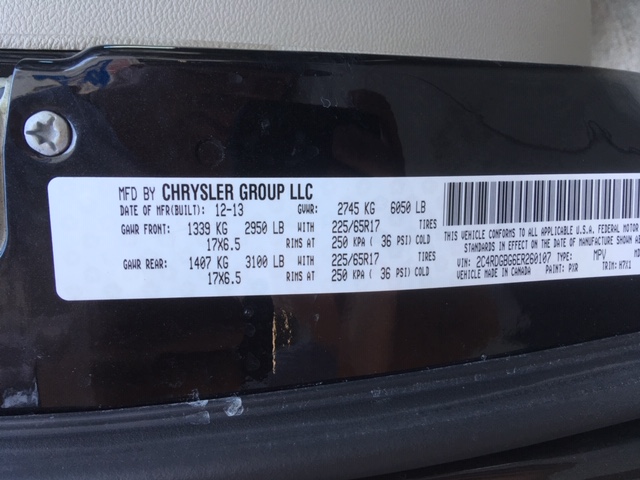 MFD BY CHRYSLER GROUP LLC
DATE OF MFR(BUILT): 12-13 GVWR: 2745 KG 6050 LB
GAWR FRONT: 1339 KG 2950 LB WITH 225/65R17 TIRES
17X6.5 RIMS AT 250 KPA ( 36 PSI) COLD
GAWR REAR: 1407 KG 3100 LB WITH 225/65R17 TIRES
17X6.5 RIMS AT 250 KPA ( 36 PSI) COLD
THIS VEHICLE CONFORMS TO ALL APPLICABLE U.S.A. FEDERAL MOTOR
STANDARDS IN EFFECT ON THE DATE OF MANUFACTURE SHOWN
VIN: 2C4RDGBG6ER260107 TYPE: MPV
VEHICLE MADE IN CANADA PAINT: PXR TRIM: H7X1